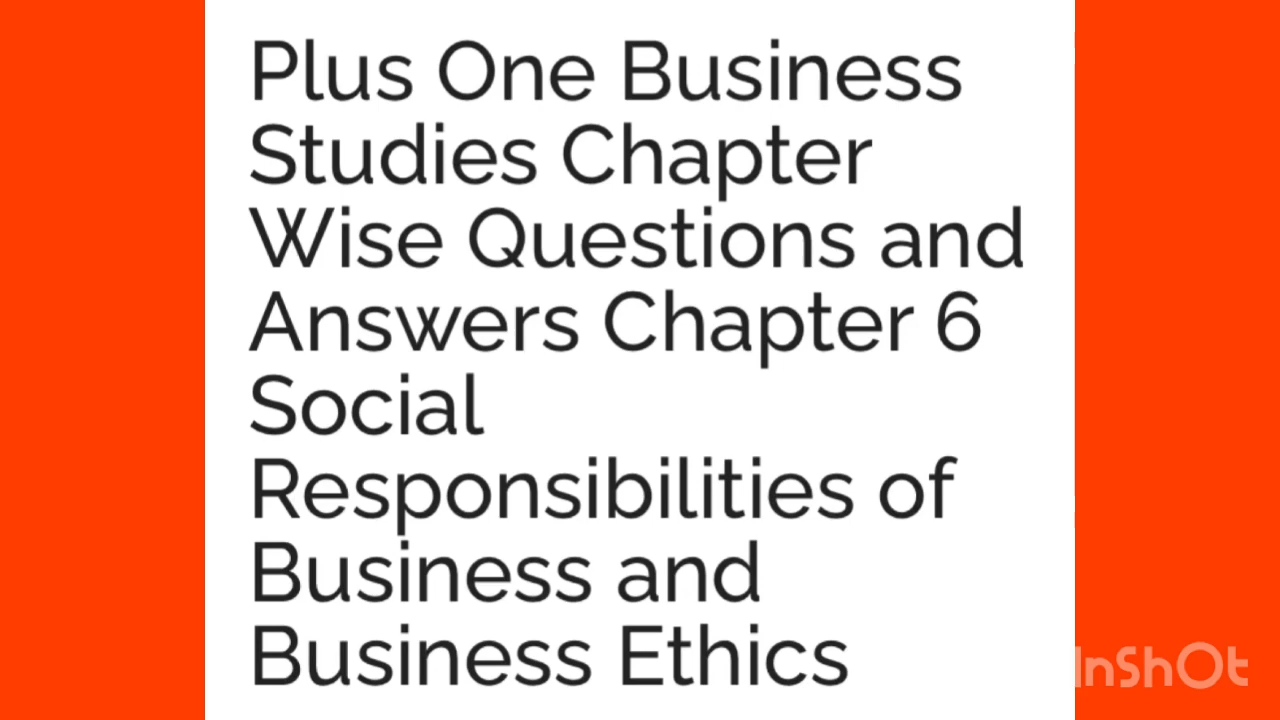 Plus One Business
Studies Chapter
Wise Questions and
Answers Chapter 6
Social
Responsibilities of
Business and
Business Ethics
InShOt